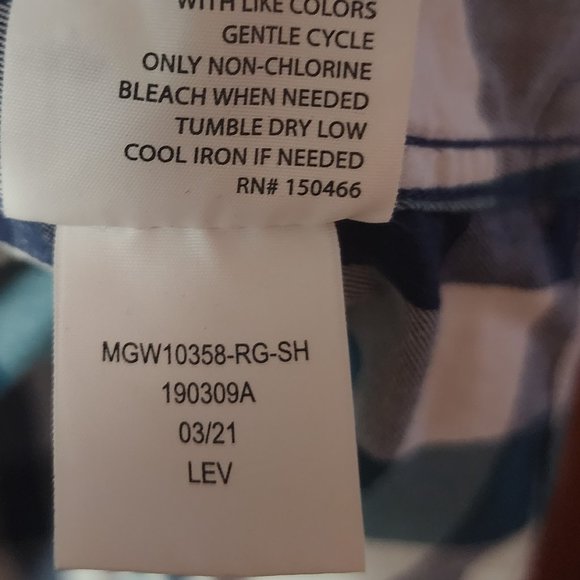 WITH LIKE COLORS
GENTLE CYCLE
ONLY NON-CHLORINE
BLEACH WHEN NEEDED
TUMBLE DRY LOW
COOL IRON IF NEEDED
RN# 150466
MGW10358-RG-SH
190309A
03/21
LEV